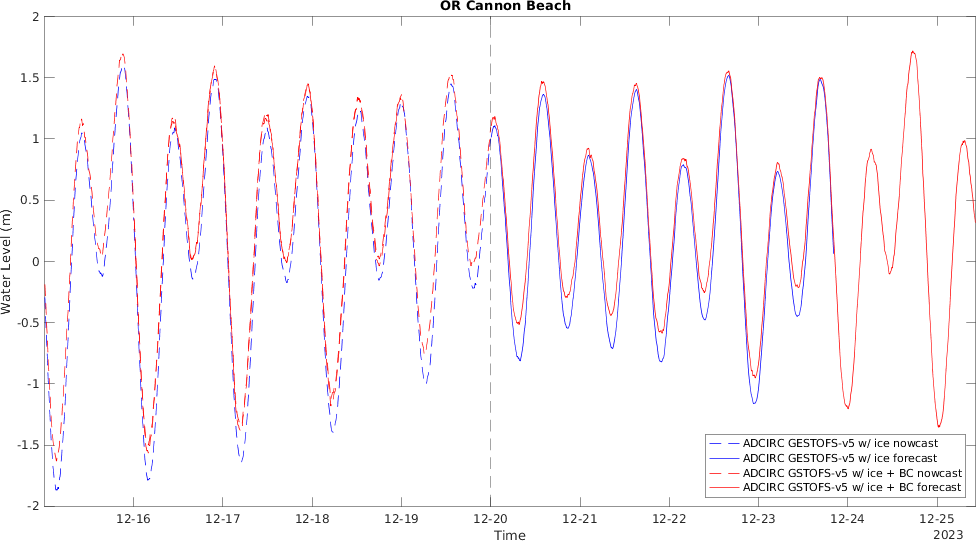 OR Cannon Beach
2
1.5
1
0.5
0
-0.5
-1
-1.5
-2
Water Level (m)
12-16 12-17 12-18 12-19 12-20 12-21 12-22 12-23 12-24 12-25
Time
2023
ADCIRC GESTOFS-v5 w/ ice nowcast
ADCIRC GESTOFS-v5 w/ ice forecast
ADCIRC GSTOFS-v5 w/ ice + BC nowcast
ADCIRC GSTOFS-v5 w/ ice + BC forecast